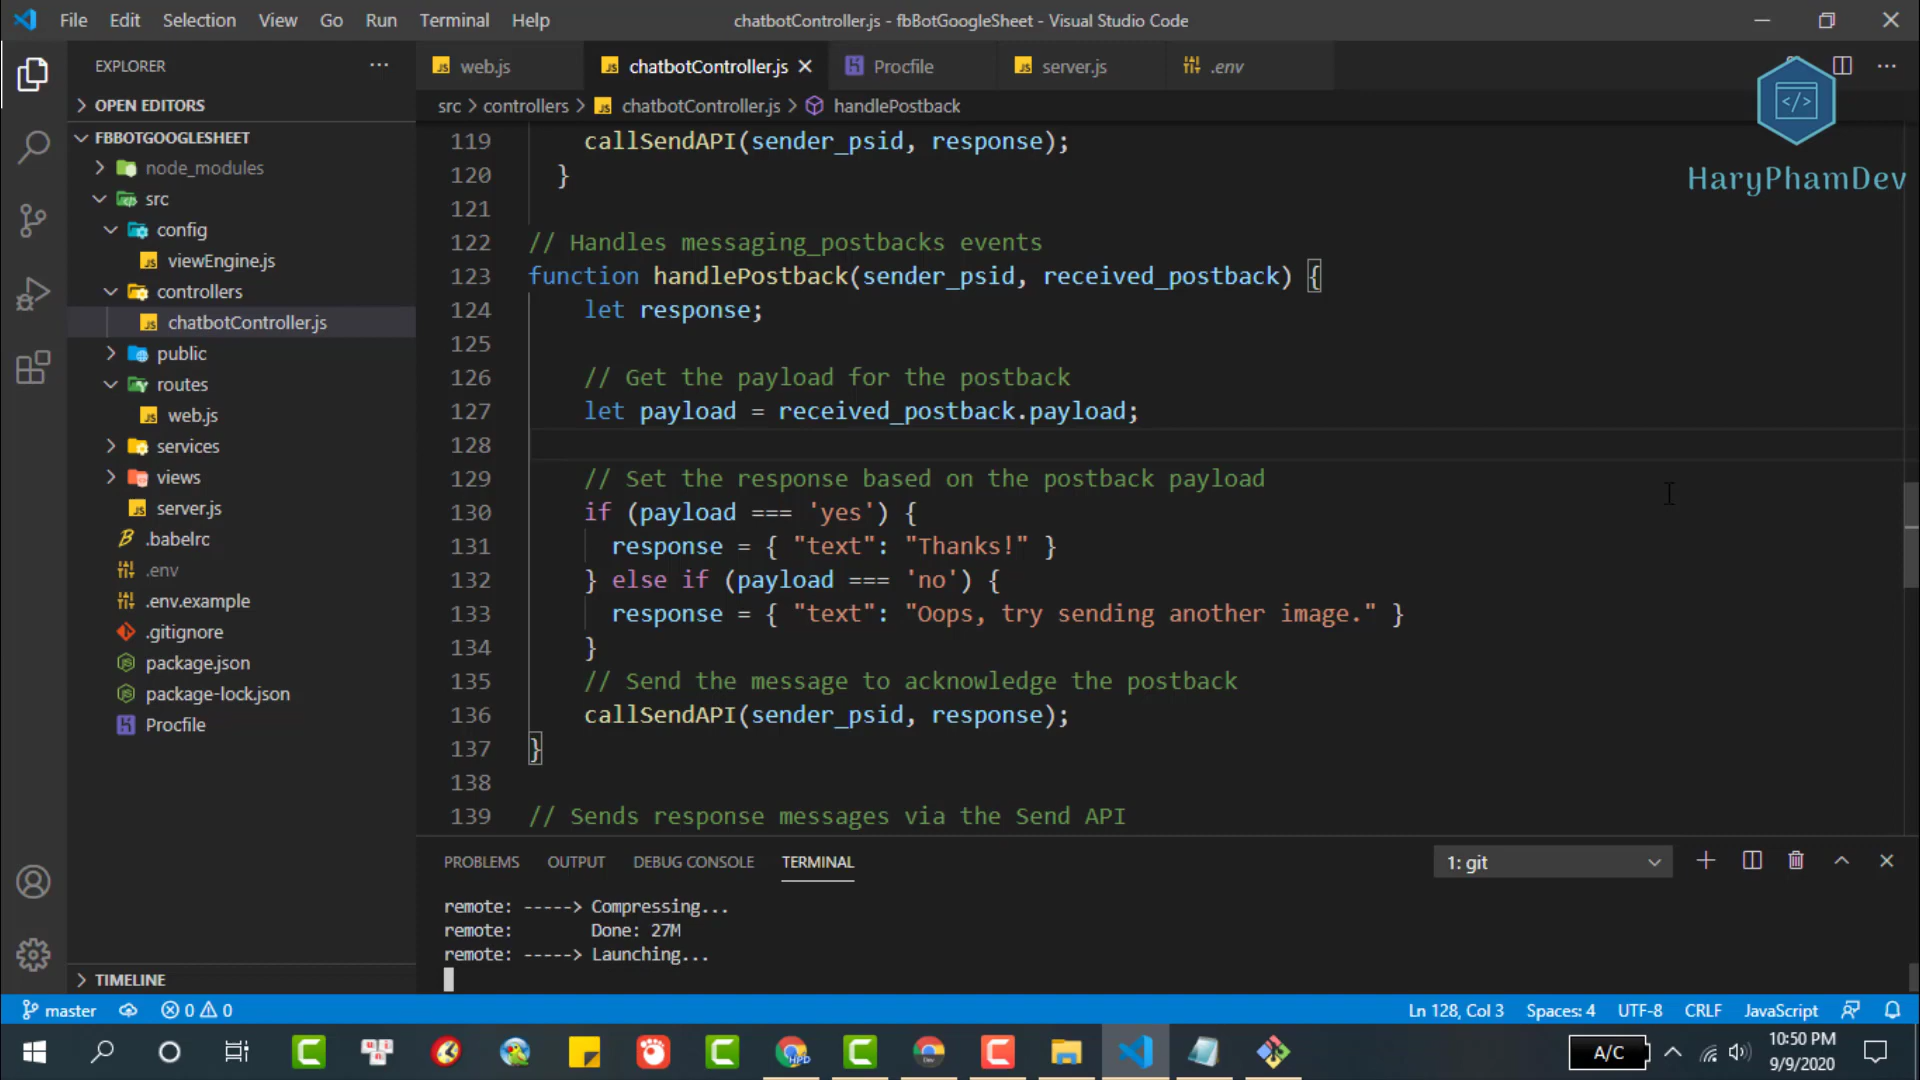 File Edit Selection View Go Run Terminal Help
chatbotController.js - fbBotGoogleSheet - Visual Studio Code
EXPLORER
OPEN EDITORS
FBBOTGOOGLESHEET
node_modules
src
config
viewEngine.js
controllers
chatbotController.js
public
routes
web.js
services
views
server.js
.babelrc
.env
.env.example
.gitignore
package.json
package-lock.json
Procfile
TIMELINE
web.js
chatbotController.js
Procfile
server.js
.env
src > controllers > chatbotController.js > handlePostback
HaryPhamDev
119 callSendAPI(sender_psid, response);
120 }
121
122 // Handles messaging_postbacks events
123 function handlePostback(sender_psid, received_postback) {
124 let response;
125
126 // Get the payload for the postback
127 let payload = received_postback.payload;
128
129 // Set the response based on the postback payload
130 if (payload === 'yes') {
131 response = { "text": "Thanks!" }
132 } else if (payload === 'no') {
133 response = { "text": "Oops, try sending another image." }
134 }
135 // Send the message to acknowledge the postback
136 callSendAPI(sender_psid, response);
137 }
138
139 // Sends response messages via the Send API
PROBLEMS OUTPUT DEBUG CONSOLE TERMINAL
1: git
remote: -----> Compressing...
remote: Done: 27M
remote: -----> Launching...
master
0 0
Ln 128, Col 3
Spaces: 4
UTF-8
CRLF
JavaScript
A/C
10:50 PM
9/9/2020